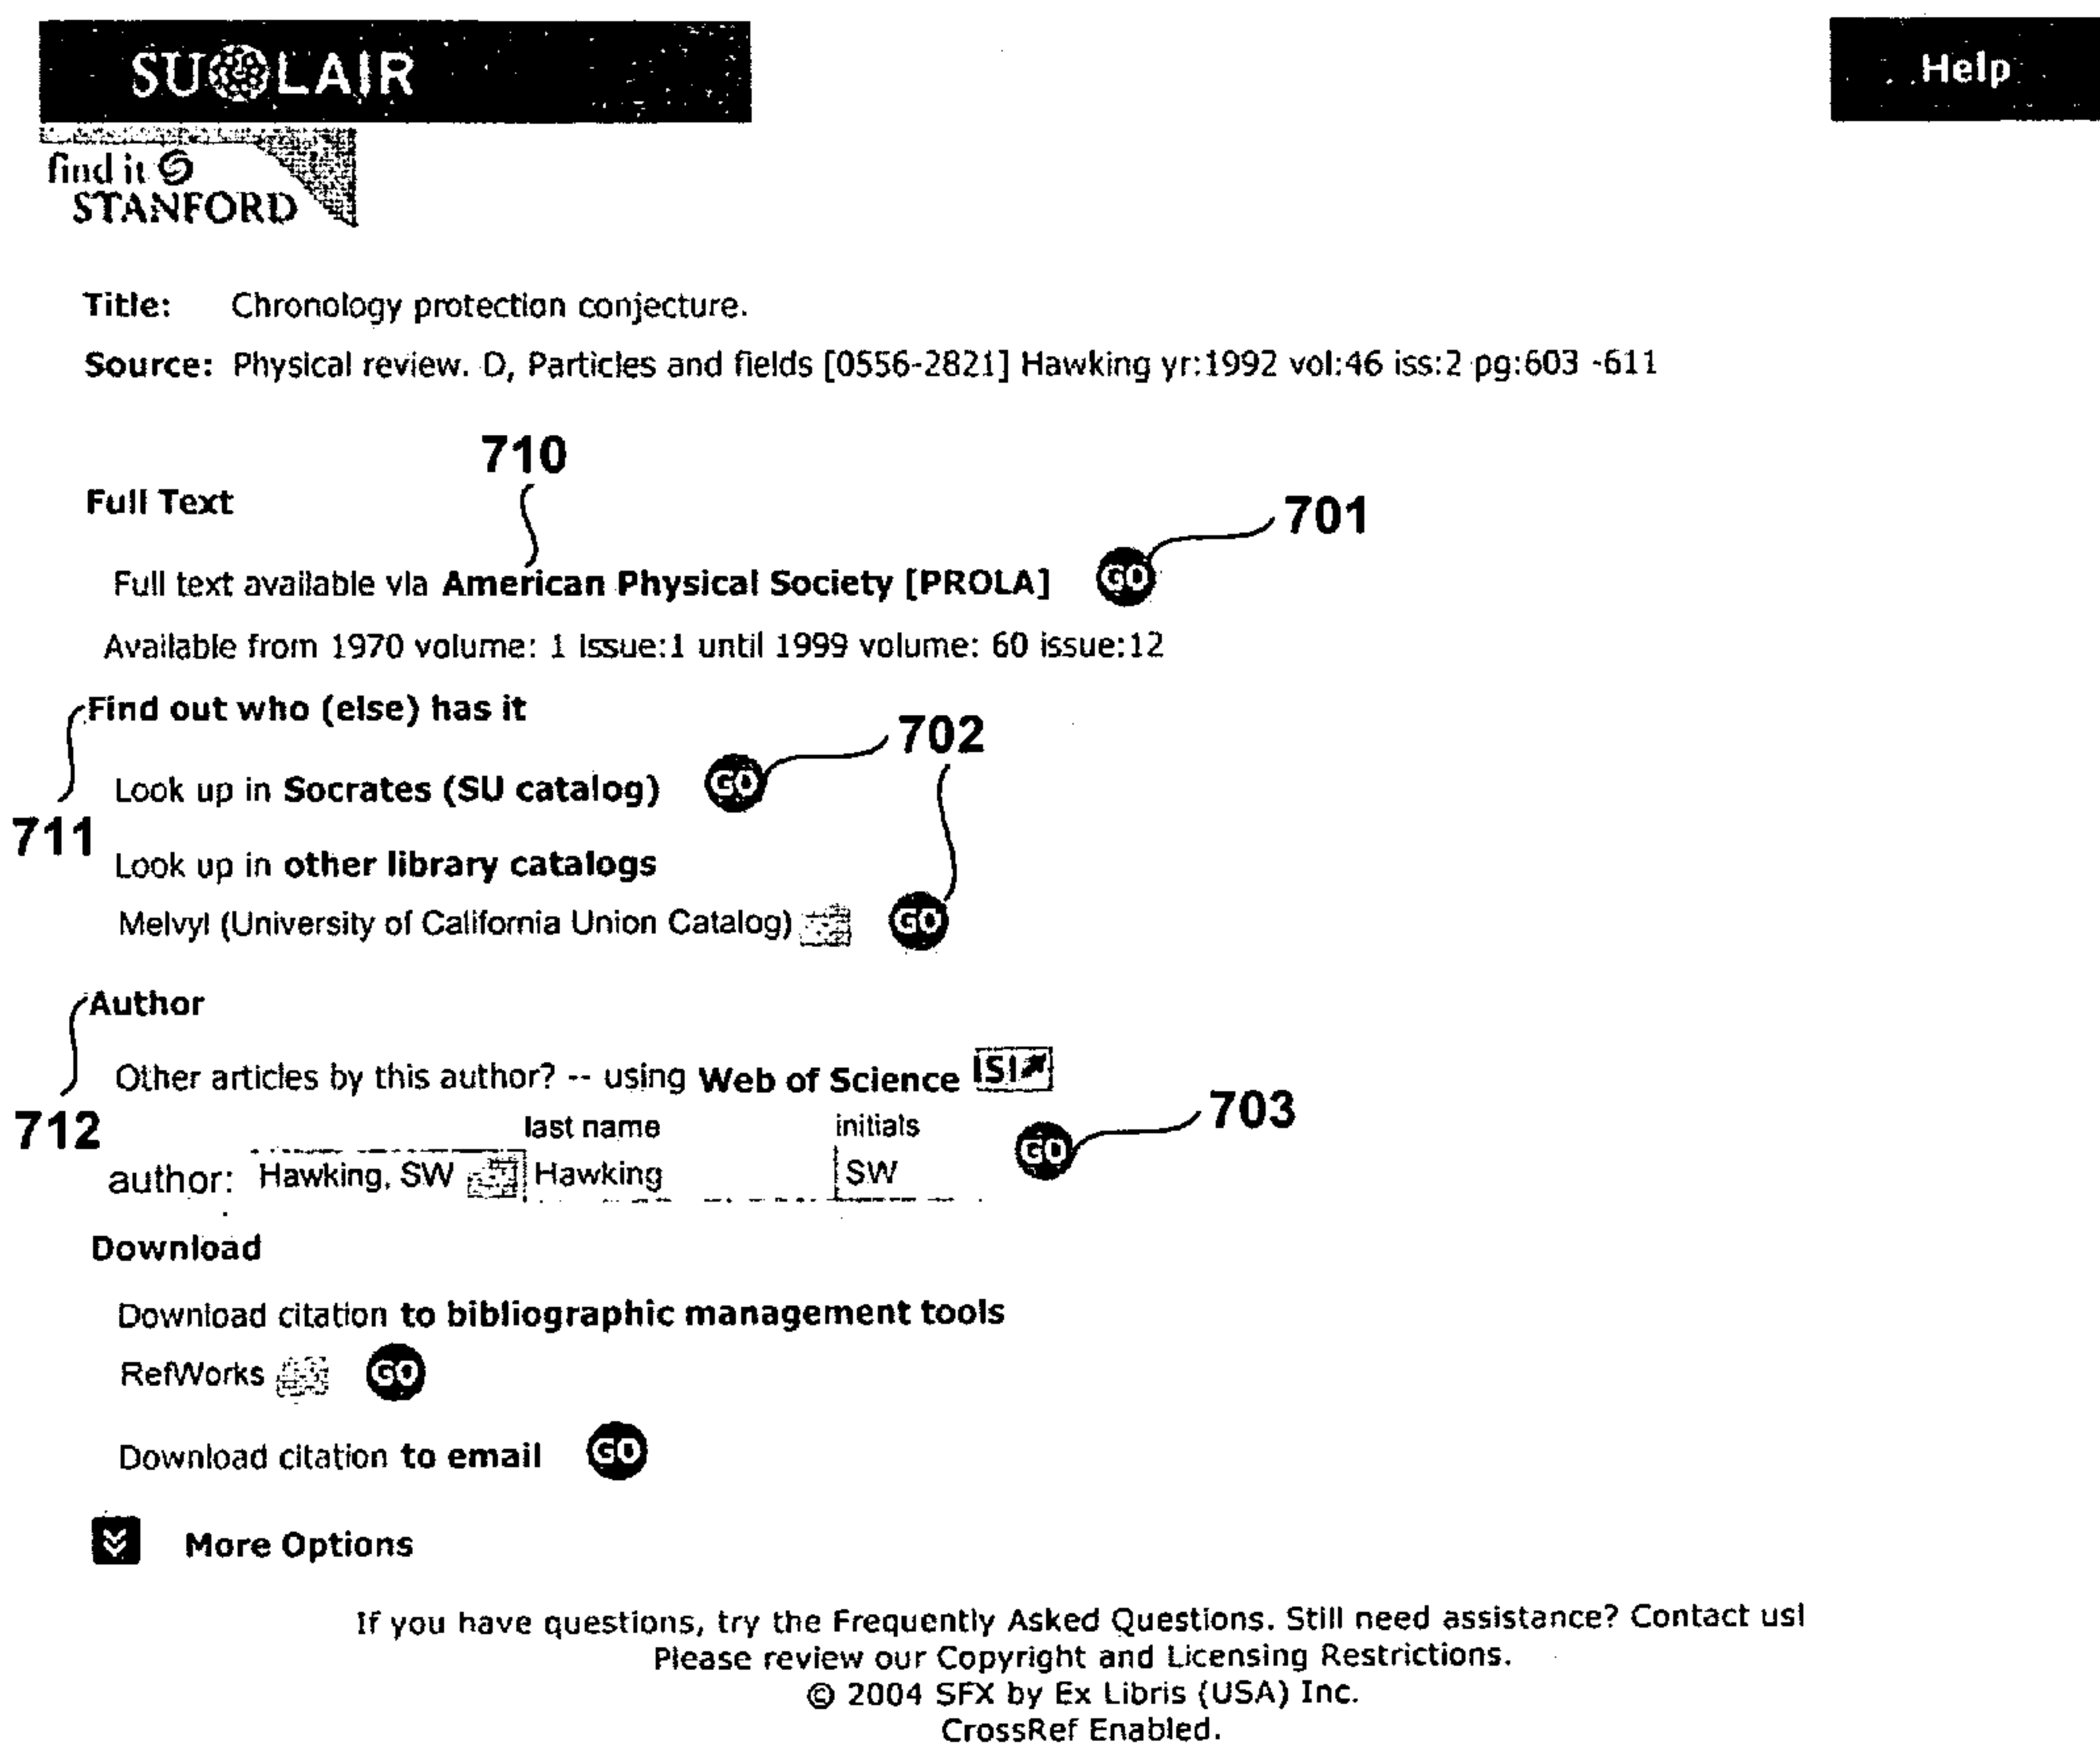 SULAIR
Help
find it
STANFORD
Title: Chronology protection conjecture.
Source: Physical review. D, Particles and fields [0556-2821] Hawking yr:1992 vol:46 iss:2 pg:603 -611
710
Full Text
701
Full text available via American Physical Society [PROLA] GO
Available from 1970 volume: 1 issue:1 until 1999 volume: 60 issue:12
Find out who (else) has it
702
Look up in Socrates (SU catalog) GO
711
Look up in other library catalogs
Melvyl (University of California Union Catalog) GO
Author
Other articles by this author? -- using Web of Science ISI
712
703
last name initials
author: Hawking, SW Hawking SW GO
Download
Download citation to bibliographic management tools
RefWorks GO
Download citation to email GO
More Options
If you have questions, try the Frequently Asked Questions. Still need assistance? Contact us!
Please review our Copyright and Licensing Restrictions.
© 2004 SFX by Ex Libris (USA) Inc.
CrossRef Enabled.